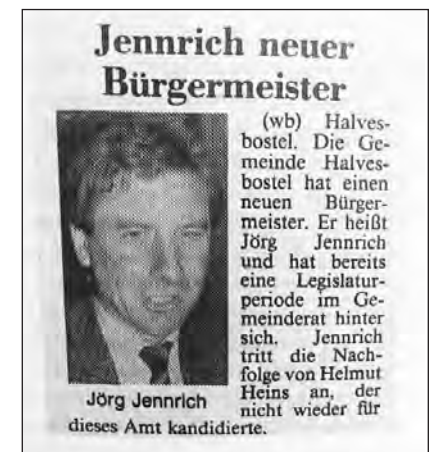 Jennrich neuer
Bürgermeister
(wb) Halves-
bostel. Die Ge-
meinde Halves-
bostel hat einen
neuen Bürger-
meister. Er heißt
Jörg Jennrich
und hat bereits
eine Legislatur-
periode im Ge-
meinderat hinter
sich. Jennrich
tritt die Nach-
folge von Helmut
Heins an, der
nicht wieder für
dieses Amt kandidierte.
Jörg Jennrich